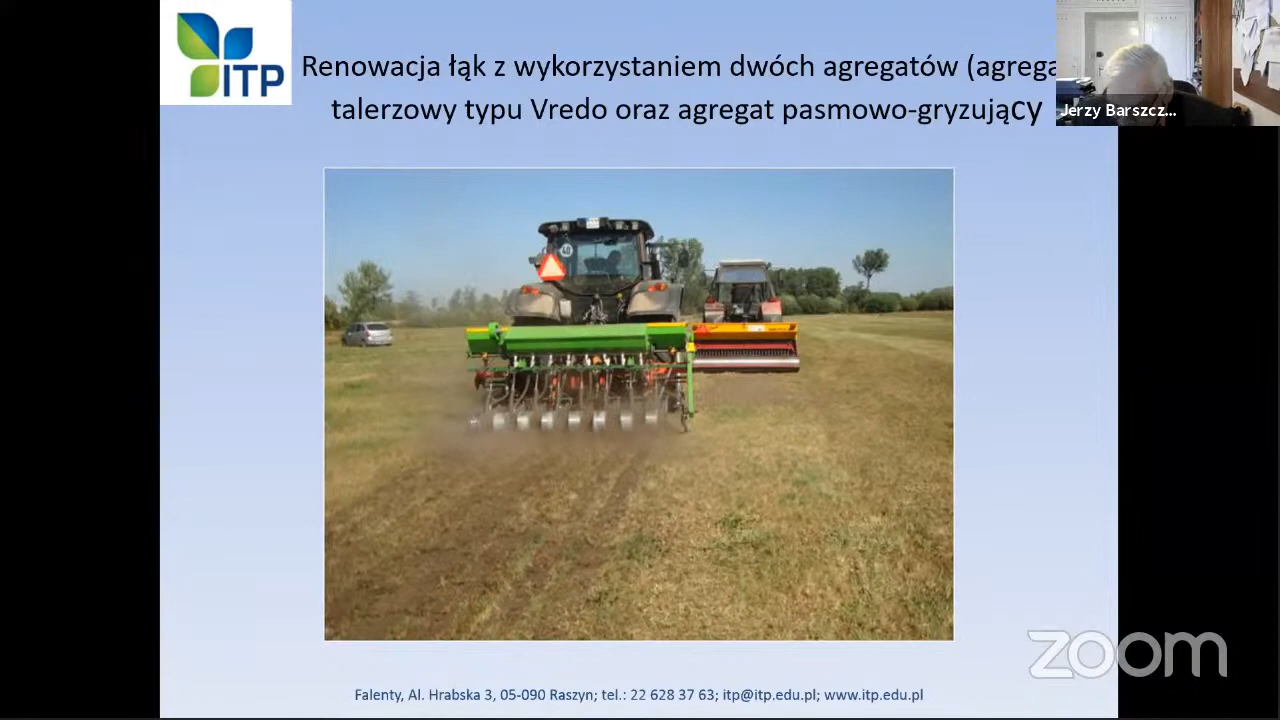 ITP
Renowacja łąk z wykorzystaniem dwóch agregatów (agrega
talerzowy typu Vredo oraz agregat pasmowo-gryzujący
Jerzy Barszcz...
40
Falenty, Al. Hrabska 3, 05-090 Raszyn; tel.: 22 628 37 63; itp@itp.edu.pl; www.itp.edu.pl
zoom